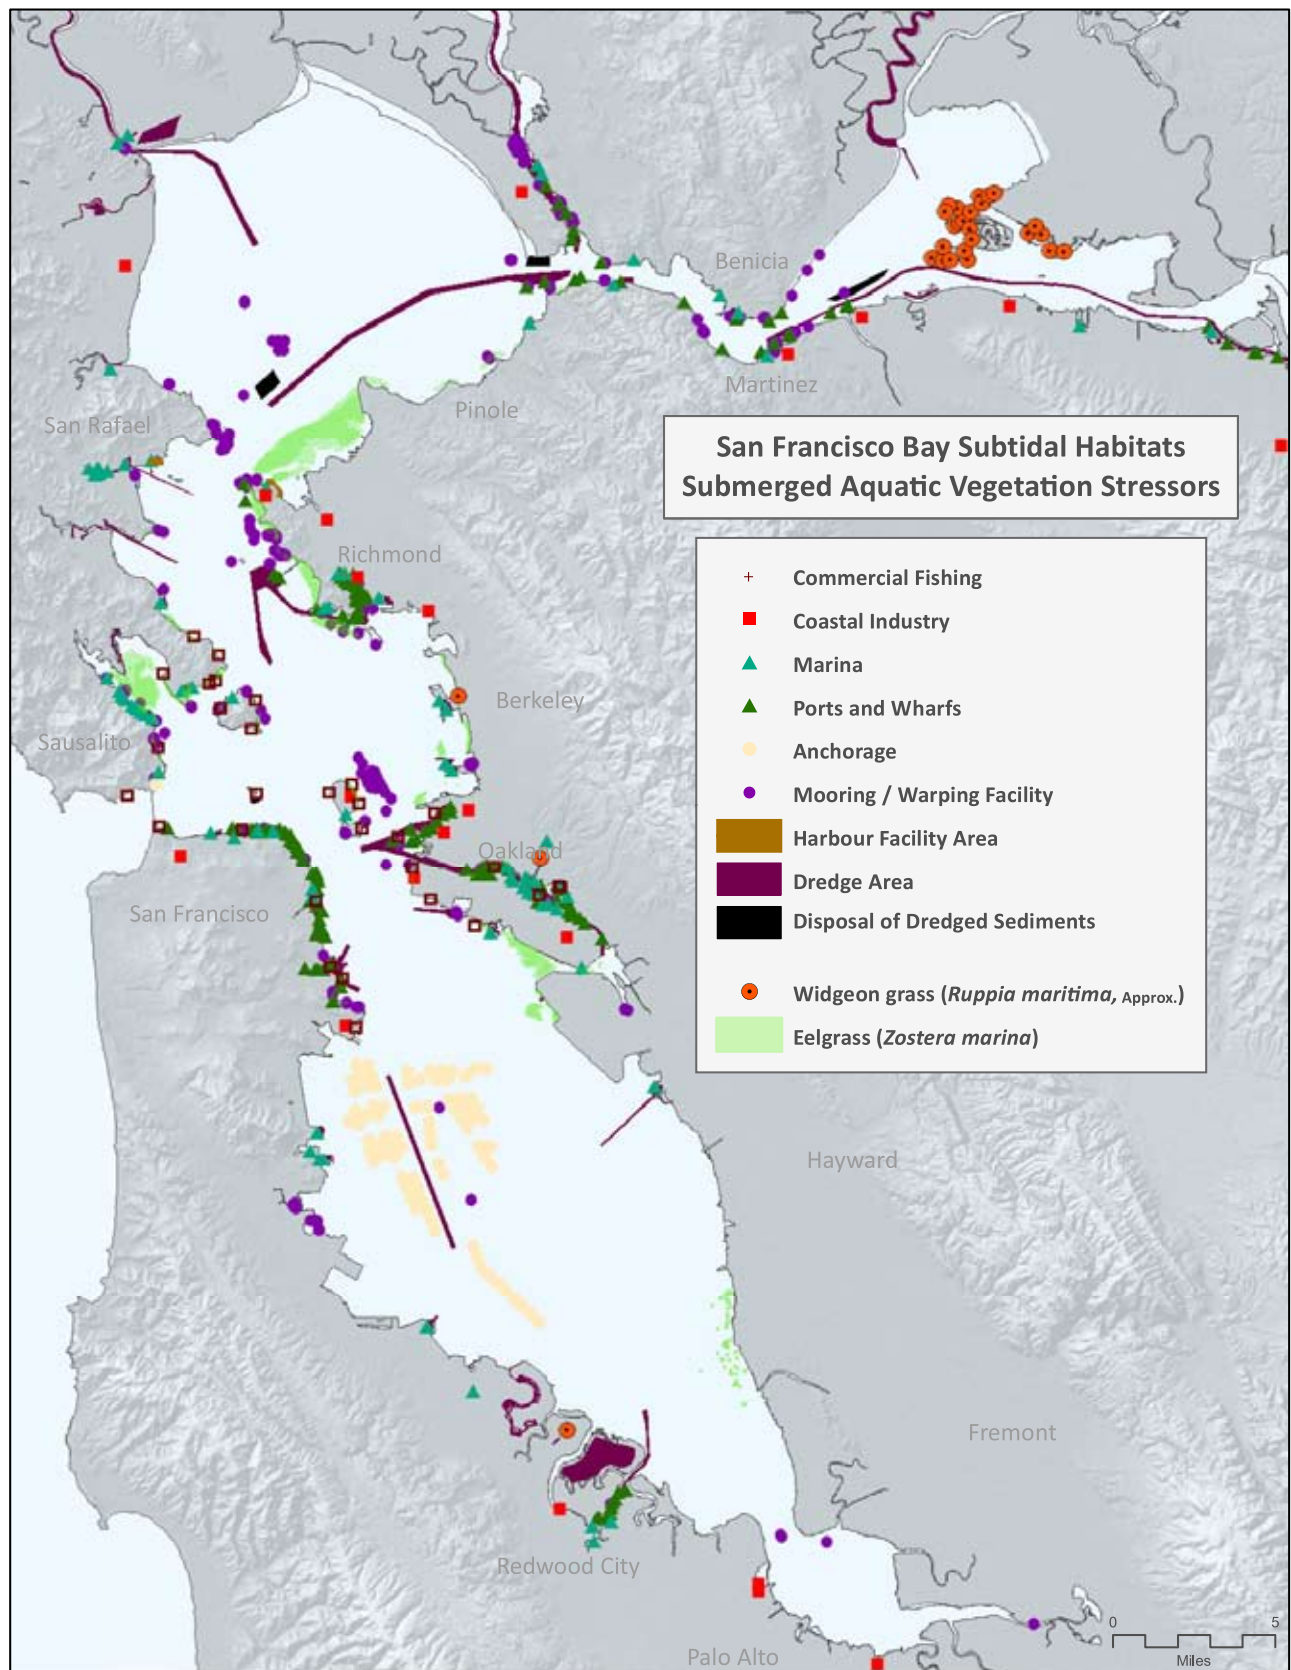 Benicia
Martinez
Pinole
San Rafael
San Francisco Bay Subtidal Habitats
Submerged Aquatic Vegetation Stressors
Richmond
Commercial Fishing
Coastal Industry
Marina
Berkeley
Ports and Wharfs
Sausalito
Anchorage
Mooring / Warping Facility
Harbour Facility Area
Oakland
Dredge Area
San Francisco
Disposal of Dredged Sediments
Widgeon grass (Ruppia maritima, Approx.)
Eelgrass (Zostera marina)
Hayward
Fremont
Redwood City
0 5
Miles
Palo Alto